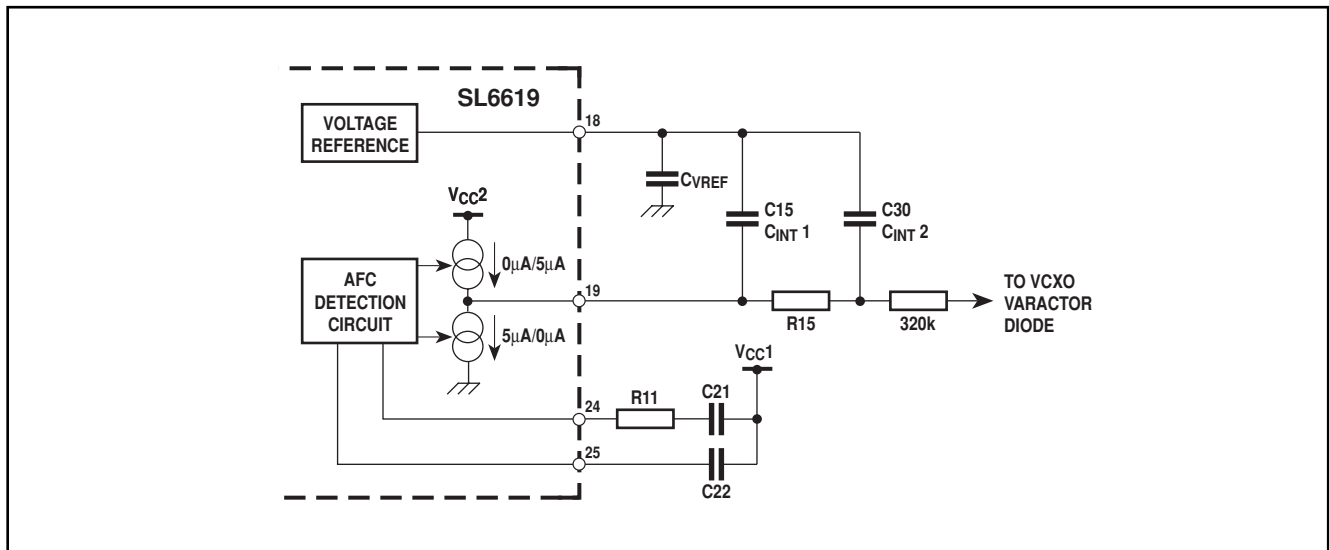 SL6619
VOLTAGE
REFERENCE
18
CVREF
VCC2
C15
CINT 1
C30
CINT 2
0µA/5µA
AFC
DETECTION
CIRCUIT
19
R15
320k
TO VCXO
VARACTOR
DIODE
5µA/0µA
VCC1
24
R11
C21
25
C22